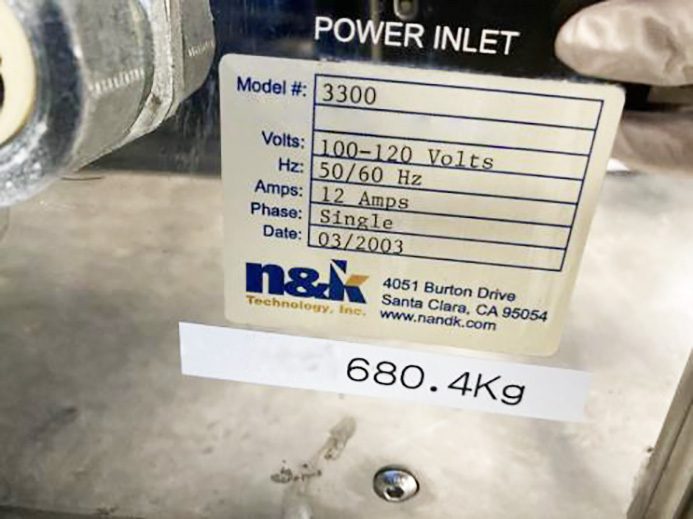 POWER INLET
Model #: 3300
Volts: 100-120 Volts
Hz: 50/60 Hz
Amps: 12 Amps
Phase: Single
Date: 03/2003
n&k
Technology, Inc.
4051 Burton Drive
Santa Clara, CA 95054
www.nandk.com
680.4Kg